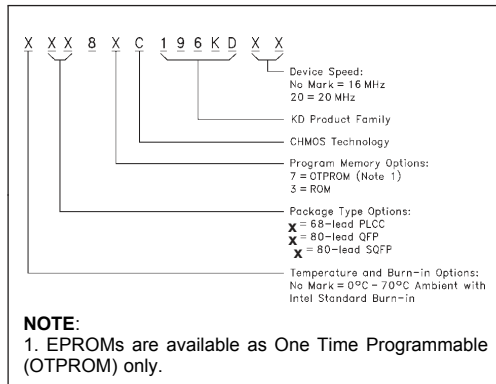 X X X 8 X C 1 9 6 K D X X
Device Speed:
No Mark = 16 MHz
20 = 20 MHz
KD Product Family
CHMOS Technology
Program Memory Options:
7 = OTPROM (Note 1)
3 = ROM
Package Type Options:
x = 68-lead PLCC
x = 80-lead QFP
x = 80-lead SQFP
Temperature and Burn-in Options:
No Mark = 0°C - 70°C Ambient with
Intel Standard Burn-in
NOTE:
1. EPROMs are available as One Time Programmable
(OTPROM) only.